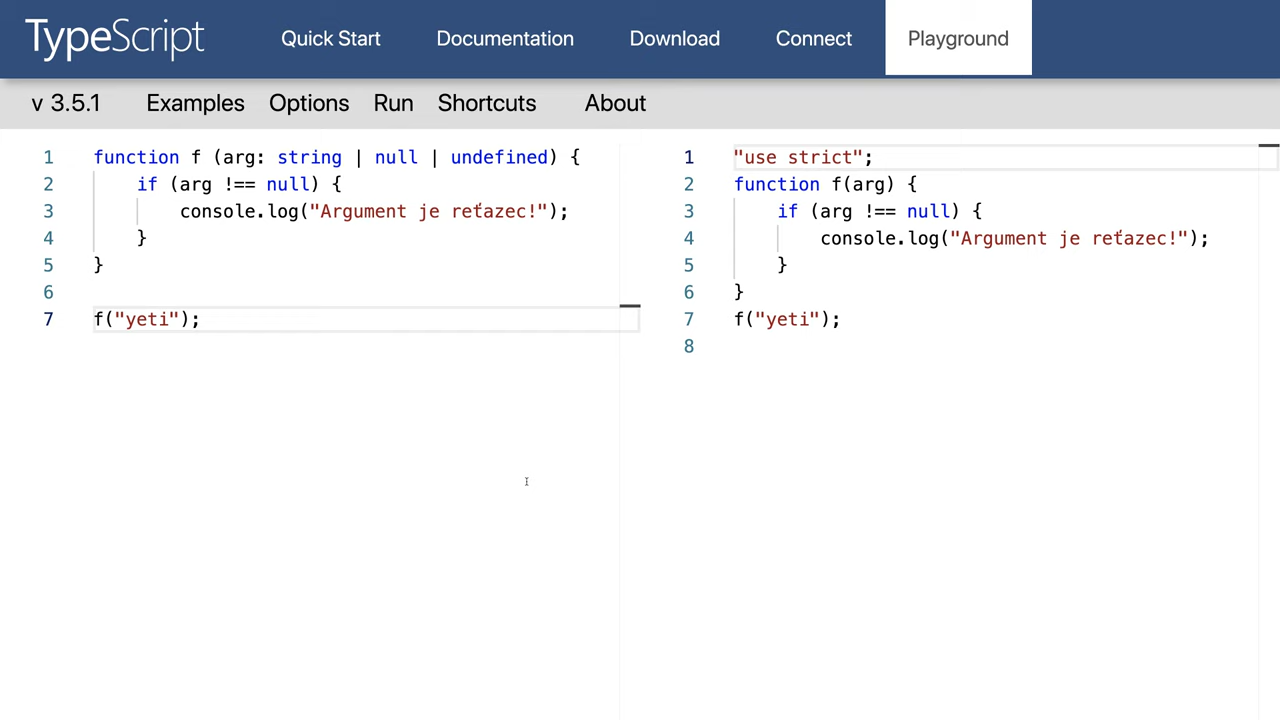 TypeScript Quick Start Documentation Download Connect Playground
v 3.5.1 Examples Options Run Shortcuts About
1 function f (arg: string | null | undefined) {
2 if (arg !== null) {
3 console.log("Argument je reťazec!");
4 }
5 }
6
7 f("yeti");
1 "use strict";
2 function f(arg) {
3 if (arg !== null) {
4 console.log("Argument je reťazec!");
5 }
6 }
7 f("yeti");
8